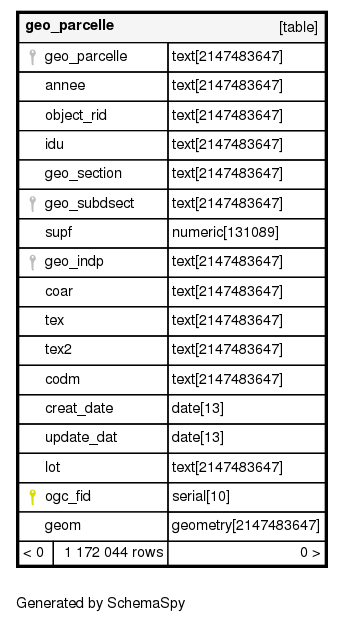 geo_parcelle [table]
geo_parcelle text[2147483647]
annee text[2147483647]
object_rid text[2147483647]
idu text[2147483647]
geo_section text[2147483647]
geo_subdsect text[2147483647]
supf numeric[131089]
geo_indp text[2147483647]
coar text[2147483647]
tex text[2147483647]
tex2 text[2147483647]
codm text[2147483647]
creat_date date[13]
update_dat date[13]
lot text[2147483647]
ogc_fid serial[10]
geom geometry[2147483647]
< 0 1 172 044 rows 0 >
Generated by SchemaSpy